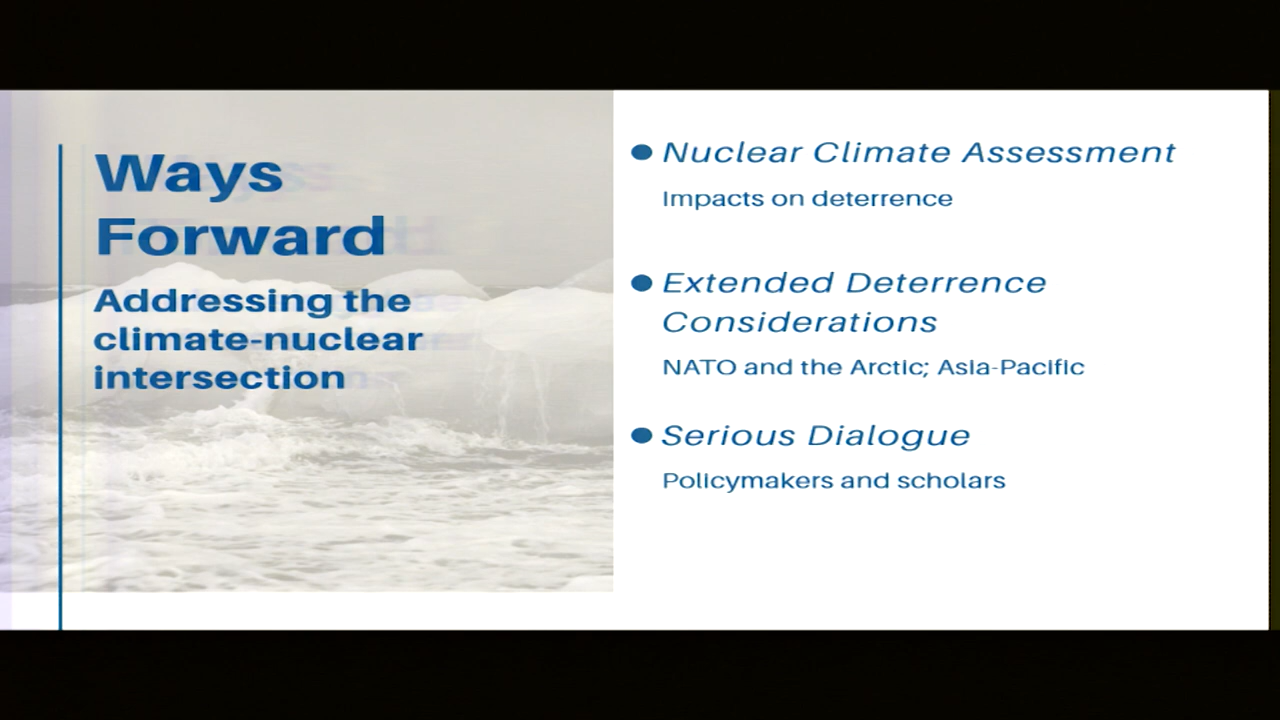 Ways
Forward
Addressing the
climate-nuclear
intersection
Nuclear Climate Assessment
Impacts on deterrence
Extended Deterrence
Considerations
NATO and the Arctic; Asia-Pacific
Serious Dialogue
Policymakers and scholars